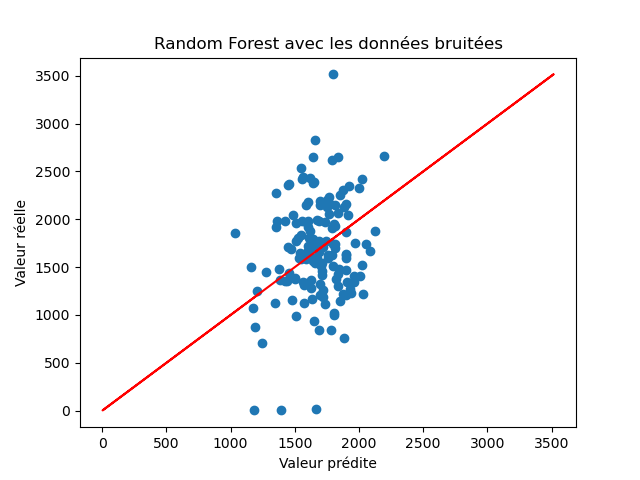 Random Forest avec les données bruitées
3500
3000
2500
2000
1500
1000
500
0
Valeur réelle
0 500 1000 1500 2000 2500 3000 3500
Valeur prédite